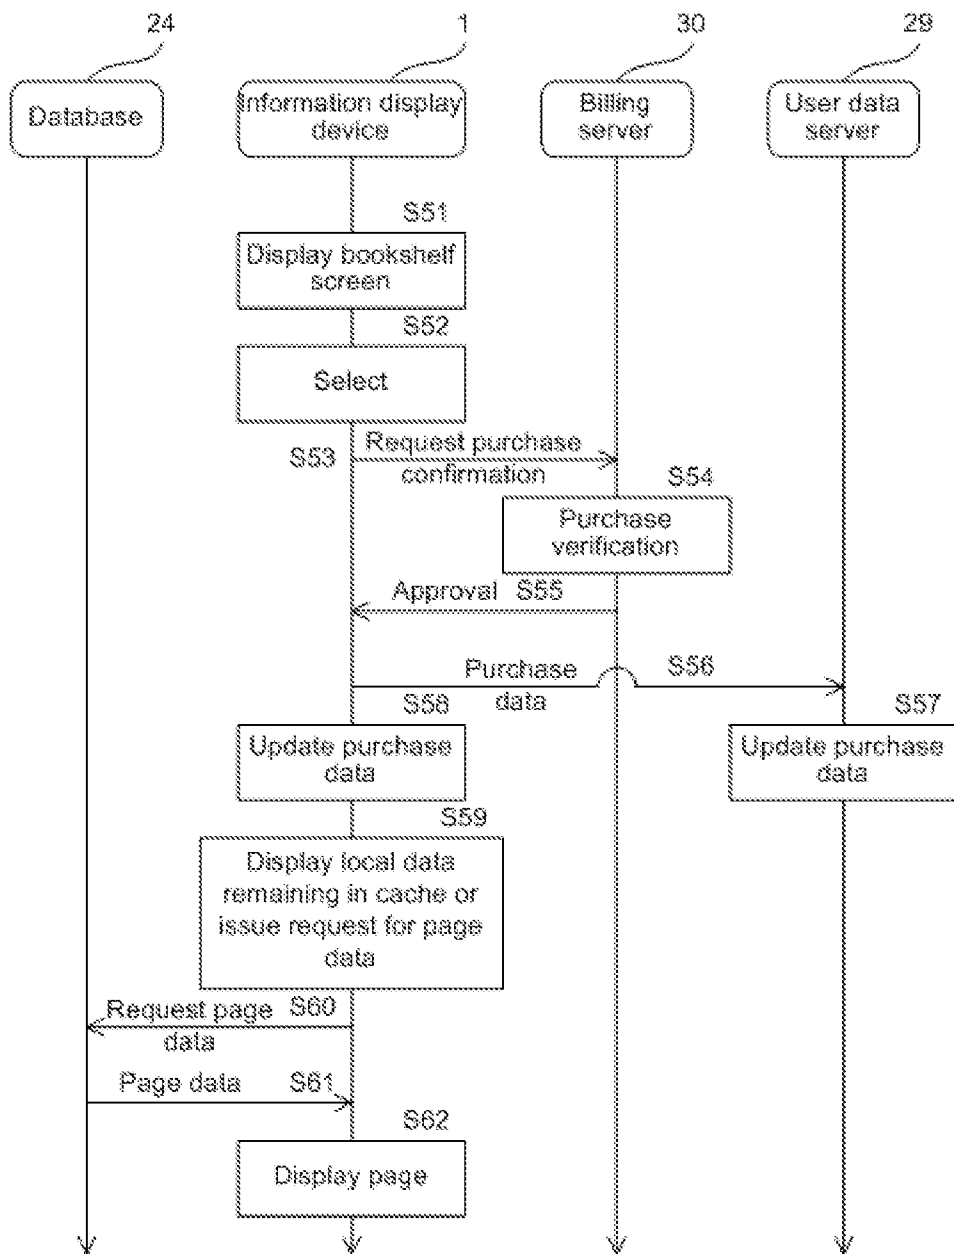 24
1
30
29
Database
Information display
device
Billing
server
User data
server
S51
Display bookshelf
screen
S52
Select
S53
Request purchase
confirmation
S54
Purchase
verification
Approval S55
Purchase
data
S56
S58
S57
Update purchase
data
Update purchase
data
S59
Display local data
remaining in cache or
issue request for page
data
Request page
data
S60
Page data S61
S62
Display page